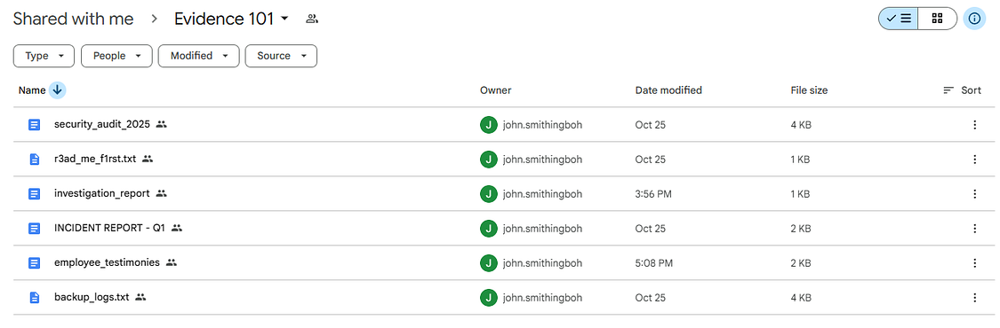 Shared with me > Evidence 101
Type People Modified Source
Name Owner Date modified File size Sort
security_audit_2025 J john.smithingboh Oct 25 4 KB
r3ad_me_f1rst.txt J john.smithingboh Oct 25 1 KB
investigation_report J john.smithingboh 3:56 PM 1 KB
INCIDENT REPORT - Q1 J john.smithingboh Oct 25 2 KB
employee_testimonies J john.smithingboh 5:08 PM 2 KB
backup_logs.txt J john.smithingboh Oct 25 4 KB